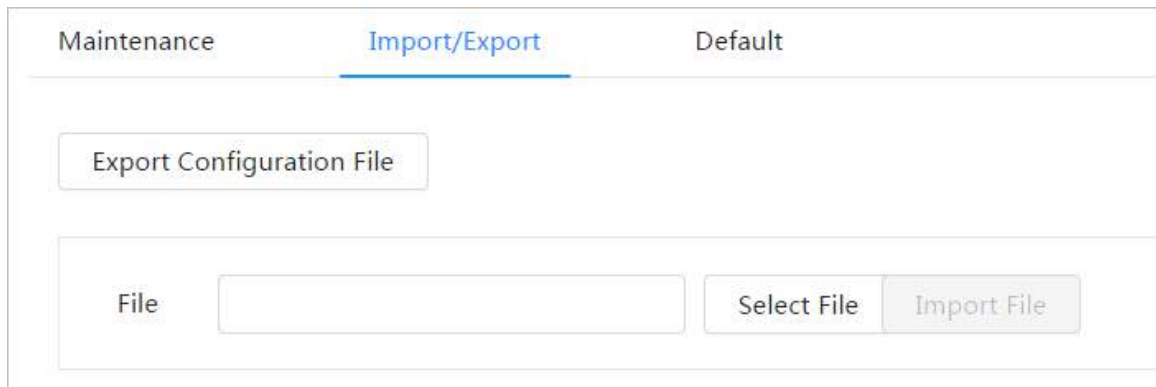 Maintenance Import/Export Default
Export Configuration File
File Select File Import File